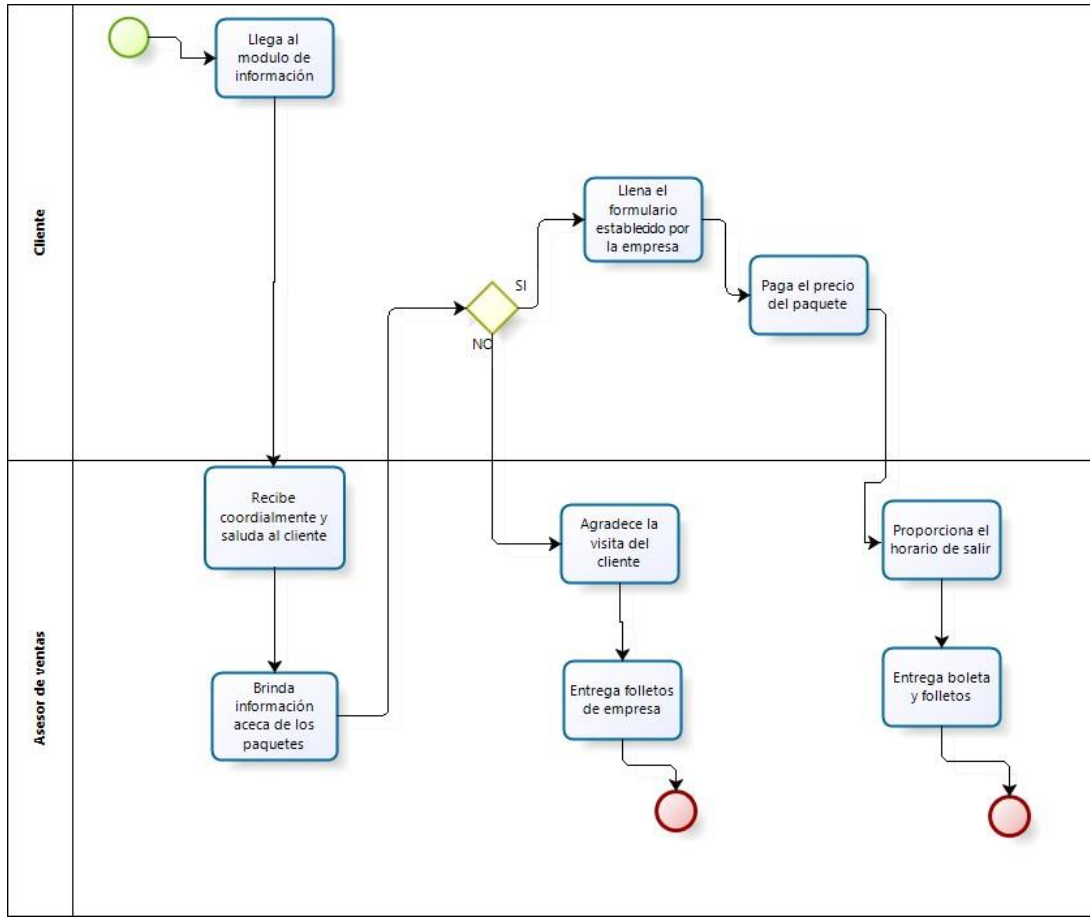 Cliente
Llega al
modulo de
información
Llena el
formulario
establecido por
la empresa
SI
Paga el precio
del paquete
NO
Asesor de ventas
Recibe
coordialmente y
saluda al cliente
Agradece la
visita del
cliente
Proporciona el
horario de salir
Brinda
información
aceca de los
paquetes
Entrega folletos
de empresa
Entrega boleta
y folletos